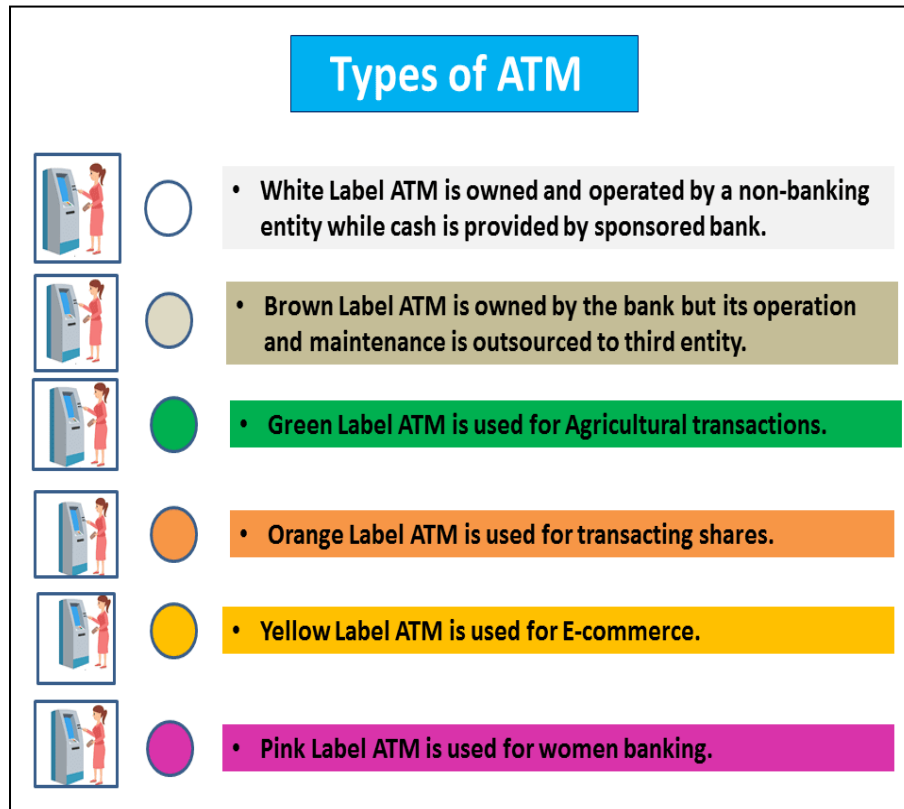 Types of ATM
• White Label ATM is owned and operated by a non-banking
entity while cash is provided by sponsored bank.
• Brown Label ATM is owned by the bank but its operation
and maintenance is outsourced to third entity.
• Green Label ATM is used for Agricultural transactions.
• Orange Label ATM is used for transacting shares.
• Yellow Label ATM is used for E-commerce.
• Pink Label ATM is used for women banking.